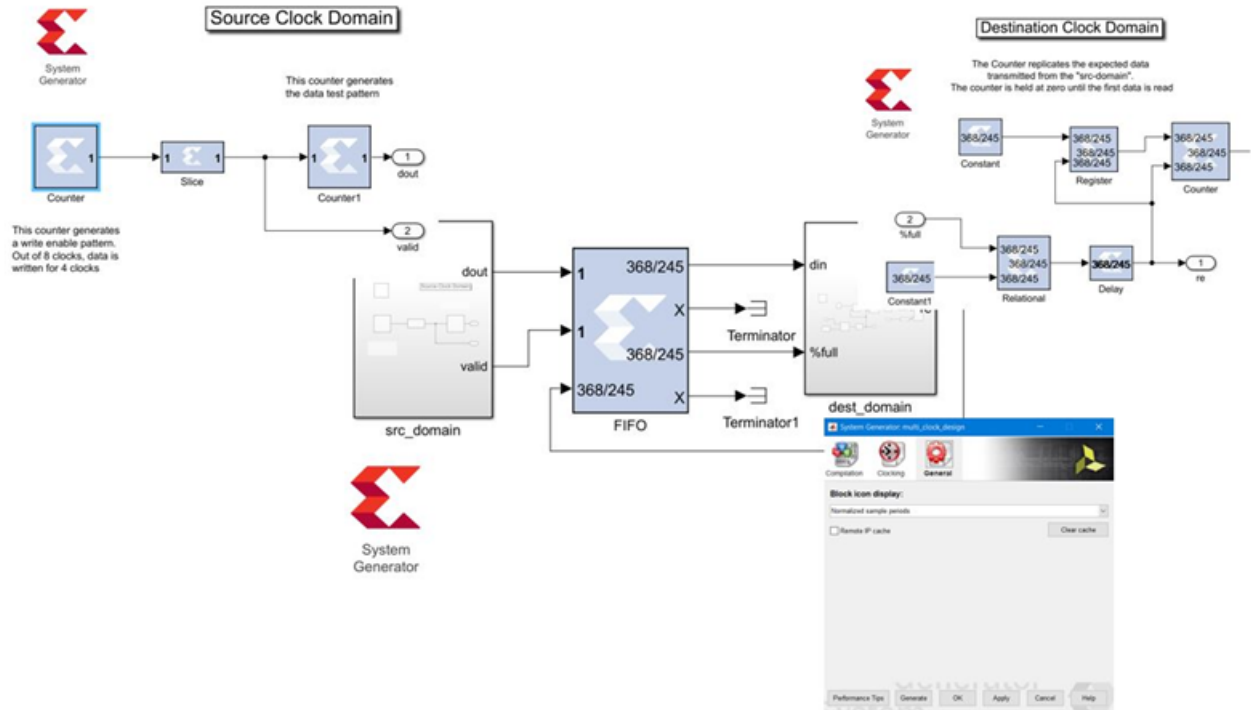 Source Clock Domain
System
Generator
This counter generates
the data test pattern
1
Counter
1
1
Slice
1
1
Counter1
1
dout
2
valid
This counter generates
a write enable pattern.
Out of 8 clocks, data is
written for 4 clocks
Destination Clock Domain
The Counter replicates the expected data
transmitted from the "src-domain".
The counter is held at zero until the first data is read
System
Generator
368/245
Constant
368/245
368/245
368/245
Register
368/245
368/245
368/245
Counter
2
%full
368/245
Constant1
368/245
368/245
368/245
Relational
368/245
Delay
1
re
dout
Source Clock Domain
valid
src_domain
1
1
368/245
368/245
X
368/245
X
FIFO
Terminator
Terminator1
din
%full
dest_domain
System
Generator
System Generator: multi_clock_design
Compilation
Clocking
General
Block icon display:
Normalized sample periods
Remote IP cache
Clear cache
Performance Tips
Generate
OK
Apply
Cancel
Help